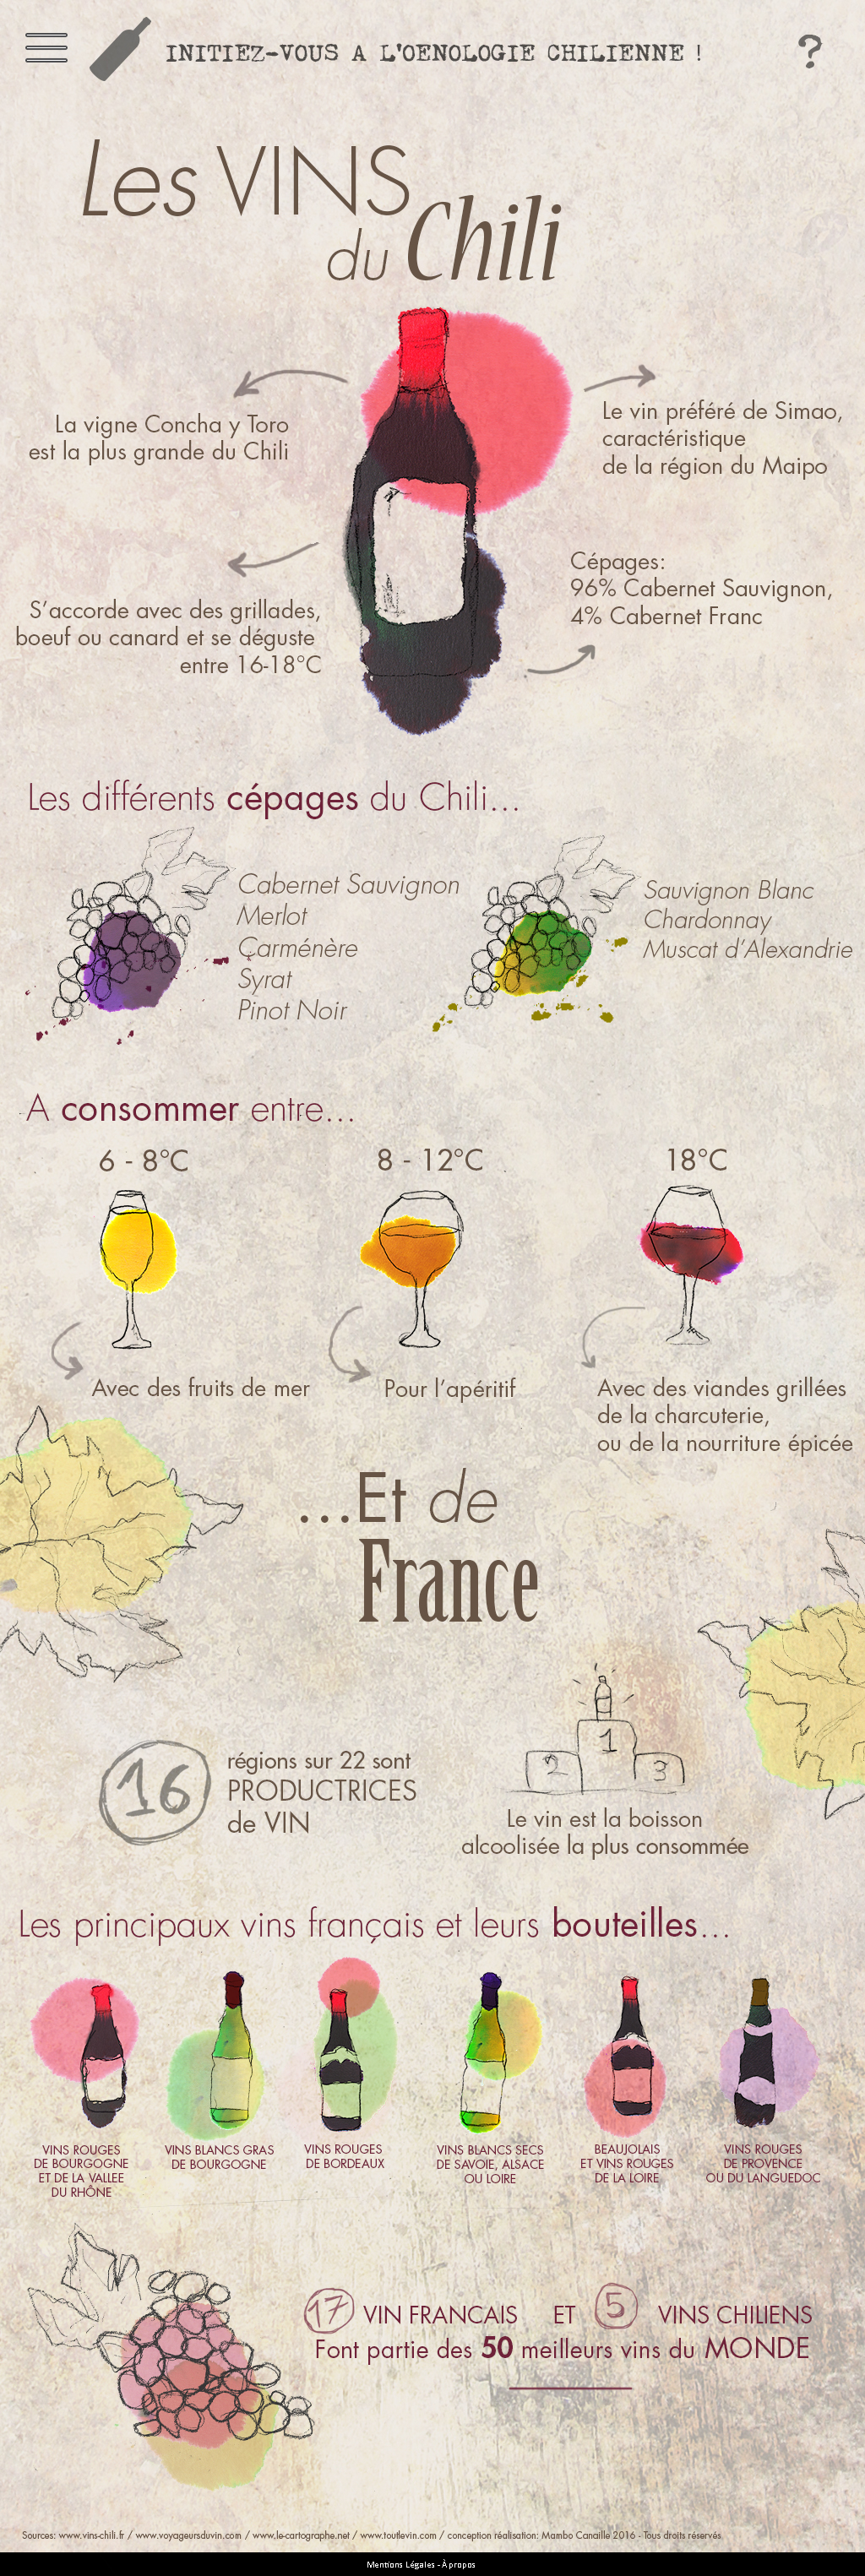 INITIEZ-VOUS A L'OENOLOGIE CHILIENNE !
?
Les VINS
du Chili
La vigne Concha y Toro
est la plus grande du Chili
Le vin préféré de Simao,
caractéristique
de la région du Maipo
S'accorde avec des grillades,
boeuf ou canard et se déguste
entre 16-18°C
Cépages:
96% Cabernet Sauvignon,
4% Cabernet Franc
Les différents cépages du Chili...
Cabernet Sauvignon
Merlot
Carménère
Syrat
Pinot Noir
Sauvignon Blanc
Chardonnay
Muscat d'Alexandrie
A consommer entre...
6 - 8°C
8 - 12°C
18°C
Avec des fruits de mer
Pour l'apéritif
Avec des viandes grillées
de la charcuterie,
ou de la nourriture épicée
...Et de
France
16
régions sur 22 sont
PRODUCTRICES
de VIN
1
2
3
Le vin est la boisson
alcoolisée la plus consommée
Les principaux vins français et leurs bouteilles...
VINS ROUGES
DE BOURGOGNE
ET DE LA VALLEE
DU RHÔNE
VINS BLANCS GRAS
DE BOURGOGNE
VINS ROUGES
DE BORDEAUX
VINS BLANCS SECS
DE SAVOIE, ALSACE
OU LOIRE
BEAUJOLAIS
ET VINS ROUGES
DE LA LOIRE
VINS ROUGES
DE PROVENCE
OU DU LANGUEDOC
17 VIN FRANCAIS ET 5 VINS CHILIENS
Font partie des 50 meilleurs vins du MONDE
Sources: www.vins-chili.fr / www.voyageursduvin.com / www.le-cartographe.net / www.toutlevin.com / conception réalisation: Mambo Canaille 2016 - Tous droits réservés
Mentions Légales - À propos